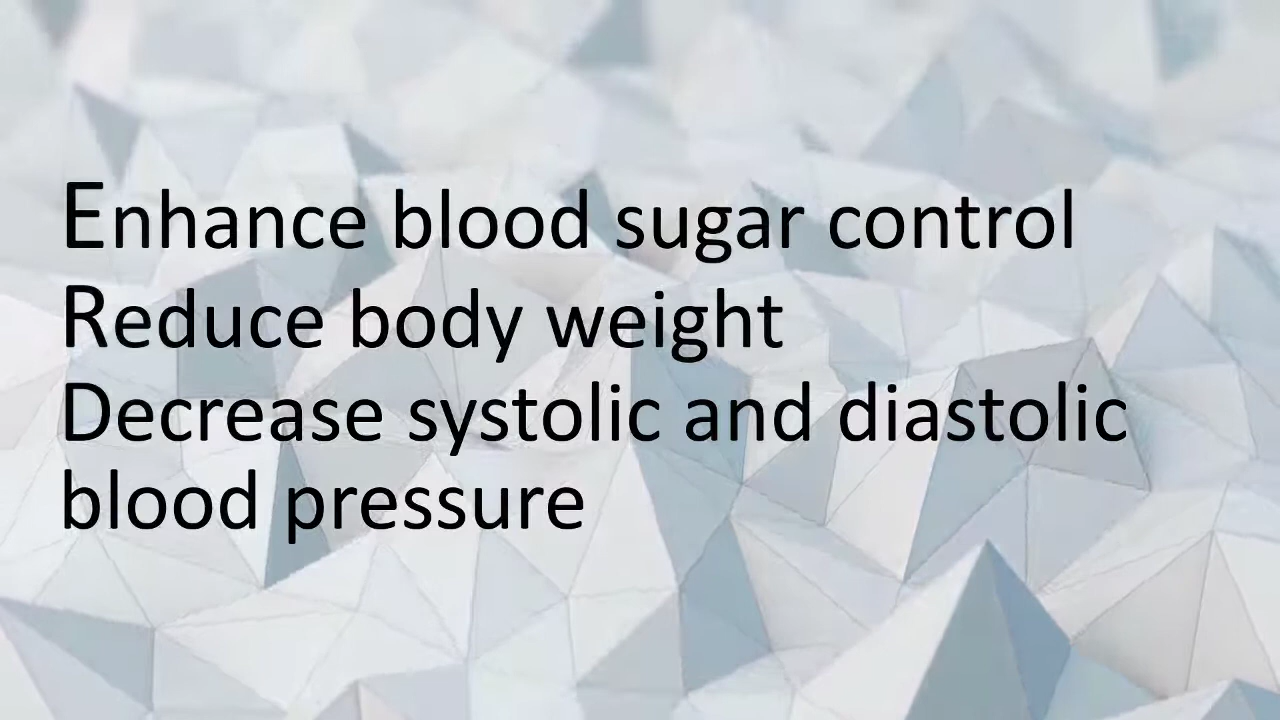 Enhance blood sugar control
Reduce body weight
Decrease systolic and diastolic
blood pressure